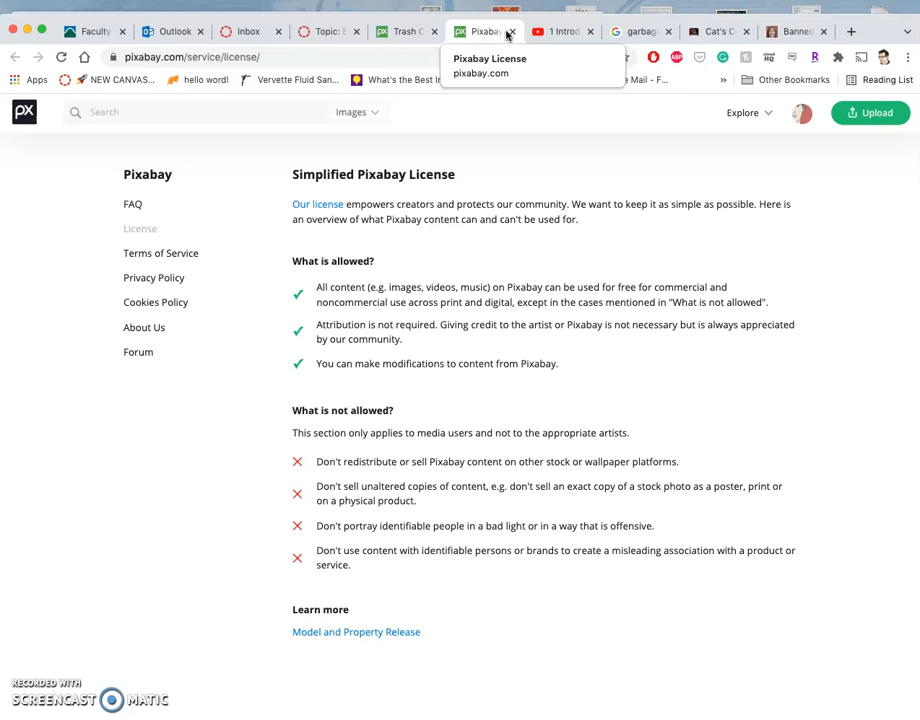 Faculty
Outlook
Inbox
Topic: E
Trash C
Pixabay
1 Introd
garbag
Cat's C
Banned
pixabay.com/service/license/
Pixabay License
pixabay.com
Apps
NEW CANVAS...
hello wordl
Vervette Fluid San...
What's the Best In
e Mail - F...
»
Other Bookmarks
Reading List
px
Search
Images
Explore
Upload
Pixabay
FAQ
License
Terms of Service
Privacy Policy
Cookies Policy
About Us
Forum
Simplified Pixabay License
Our license empowers creators and protects our community. We want to keep it as simple as possible. Here is
an overview of what Pixabay content can and can't be used for.
What is allowed?
All content (e.g. images, videos, music) on Pixabay can be used for free for commercial and
noncommercial use across print and digital, except in the cases mentioned in "What is not allowed".
Attribution is not required. Giving credit to the artist or Pixabay is not necessary but is always appreciated
by our community.
You can make modifications to content from Pixabay.
What is not allowed?
This section only applies to media users and not to the appropriate artists.
Don't redistribute or sell Pixabay content on other stock or wallpaper platforms.
Don't sell unaltered copies of content, e.g. don't sell an exact copy of a stock photo as a poster, print or
on a physical product.
Don't portray identifiable people in a bad light or in a way that is offensive.
Don't use content with identifiable persons or brands to create a misleading association with a product or
service.
Learn more
Model and Property Release
RECORDED WITH
SCREENCAST MATIC